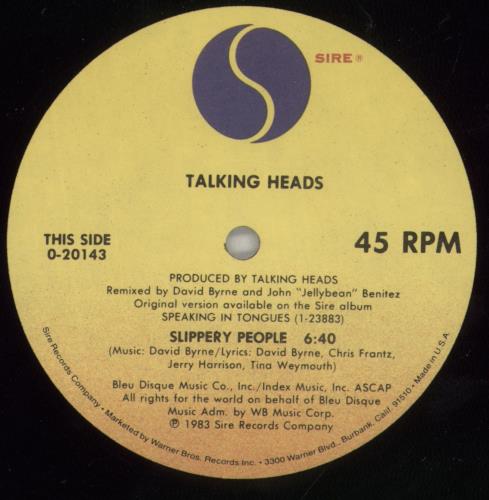 SIRE®
TALKING HEADS
THIS SIDE
0-20143
45 RPM
PRODUCED BY TALKING HEADS
Remixed by David Byrne and John "Jellybean" Benitez
Original version available on the Sire album
SPEAKING IN TONGUES (1-23883)
SLIPPERY PEOPLE 6:40
(Music: David Byrne/Lyrics: David Byrne, Chris Frantz,
Jerry Harrison, Tina Weymouth)
Bleu Disque Music Co., Inc./Index Music, Inc. ASCAP
All rights for the world on behalf of Bleu Disque
Music Adm. by WB Music Corp.
℗ 1983 Sire Records Company
Sire Records Company • Marketed by Warner Bros. Records Inc. • 3300 Warner Blvd., Burbank, Calif. 91510 • Made in U.S.A.